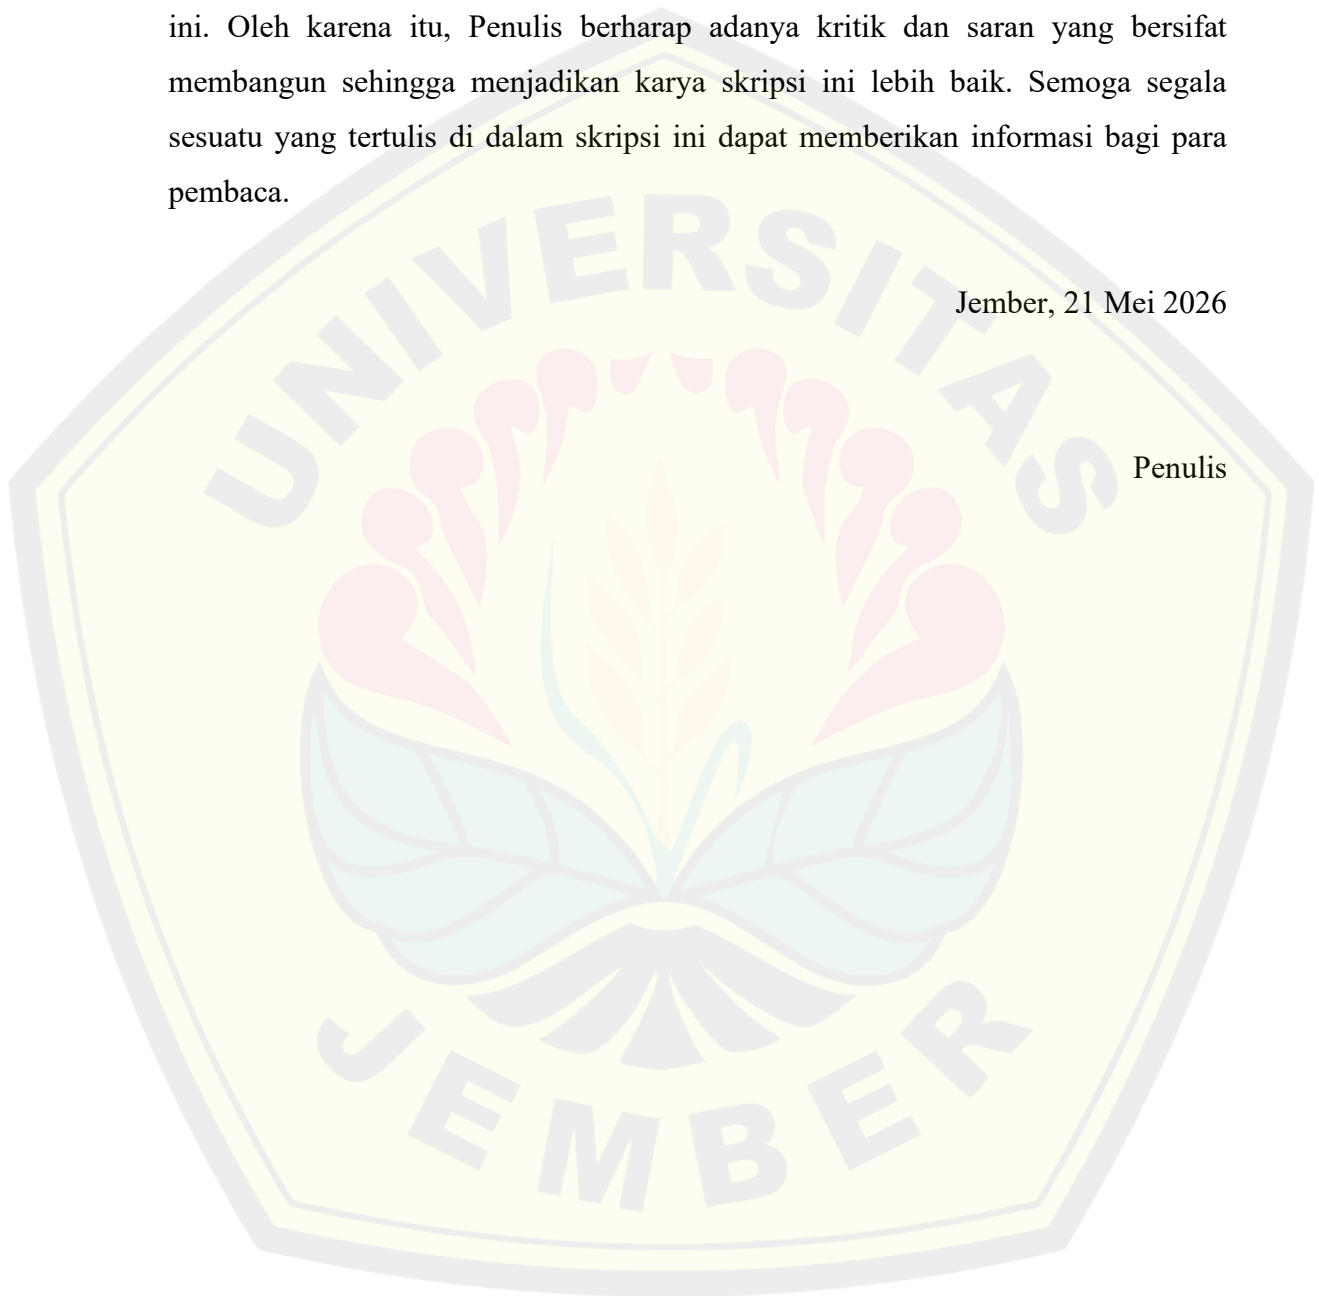 ini. Oleh karena itu, Penulis berharap adanya kritik dan saran yang bersifat
membangun sehingga menjadikan karya skripsi ini lebih baik. Semoga segala
sesuatu yang tertulis di dalam skripsi ini dapat memberikan informasi bagi para
pembaca.
UNIVERSITAS
Jember, 21 Mei 2026
Penulis
JEMBER